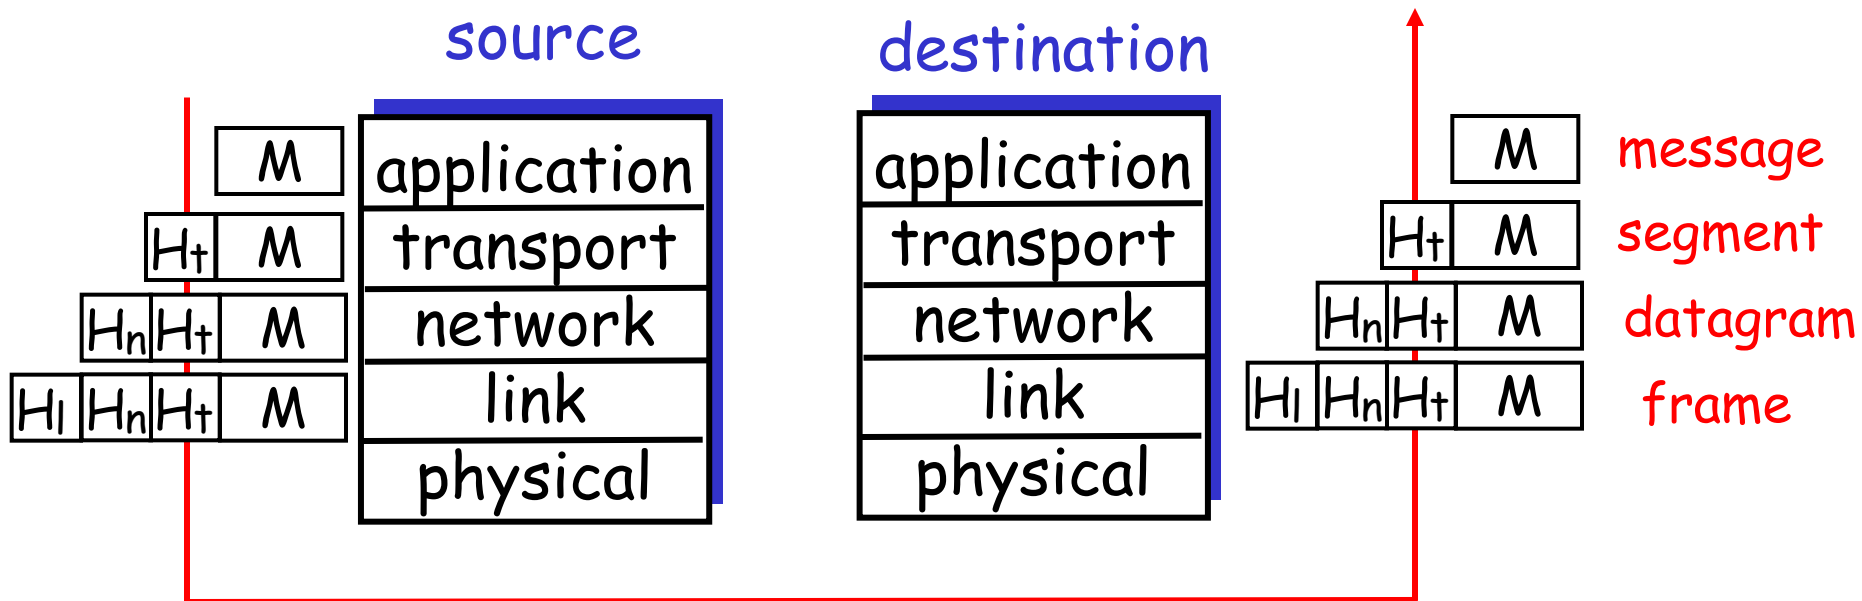 source
destination
M
application
application
M
message
Ht M
transport
transport
Ht M
segment
Hn Ht M
network
network
Hn Ht M
datagram
Hl Hn Ht M
link
link
Hl Hn Ht M
frame
physical
physical